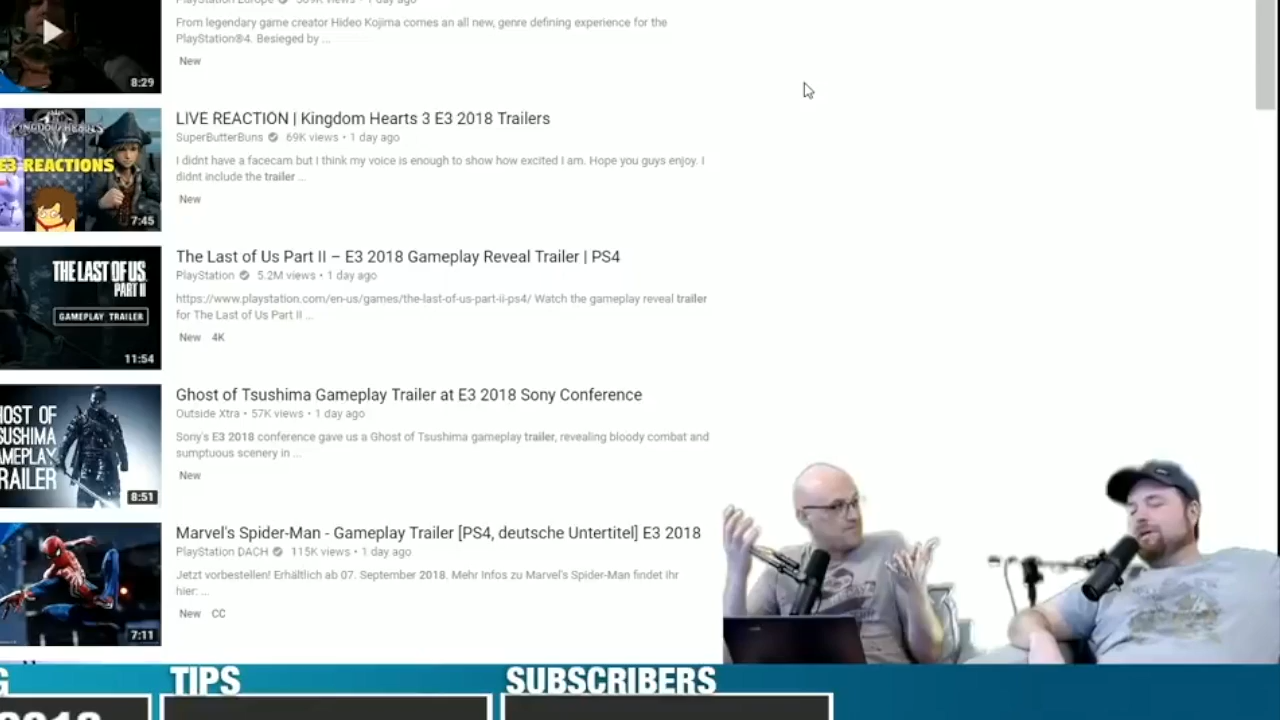 From legendary game creator Hideo Kojima comes an all new, genre defining experience for the
PlayStation®4. Besieged by ...
New
8:29
KINGDOM HEARTS
E3 REACTIONS
7:45
LIVE REACTION | Kingdom Hearts 3 E3 2018 Trailers
SuperButterBuns 69K views • 1 day ago
I didnt have a facecam but I think my voice is enough to show how excited I am. Hope you guys enjoy. I
didnt include the trailer ...
New
THE LAST OF US
PART II
GAMEPLAY TRAILER
11:54
The Last of Us Part II – E3 2018 Gameplay Reveal Trailer | PS4
PlayStation 5.2M views • 1 day ago
https://www.playstation.com/en-us/games/the-last-of-us-part-ii-ps4/ Watch the gameplay reveal trailer
for The Last of Us Part II ...
New 4K
HOST OF
SUSHIMA
AMEPLAY
RAILER
8:51
Ghost of Tsushima Gameplay Trailer at E3 2018 Sony Conference
Outside Xtra • 57K views • 1 day ago
Sony's E3 2018 conference gave us a Ghost of Tsushima gameplay trailer, revealing bloody combat and
sumptuous scenery in ...
New
7:11
Marvel's Spider-Man - Gameplay Trailer [PS4, deutsche Untertitel] E3 2018
PlayStation DACH 115K views • 1 day ago
Jetzt vorbestellen! Erhältlich ab 07. September 2018. Mehr Infos zu Marvel's Spider-Man findet ihr
hier: ...
New CC
G
TIPS
SUBSCRIBERS
2018